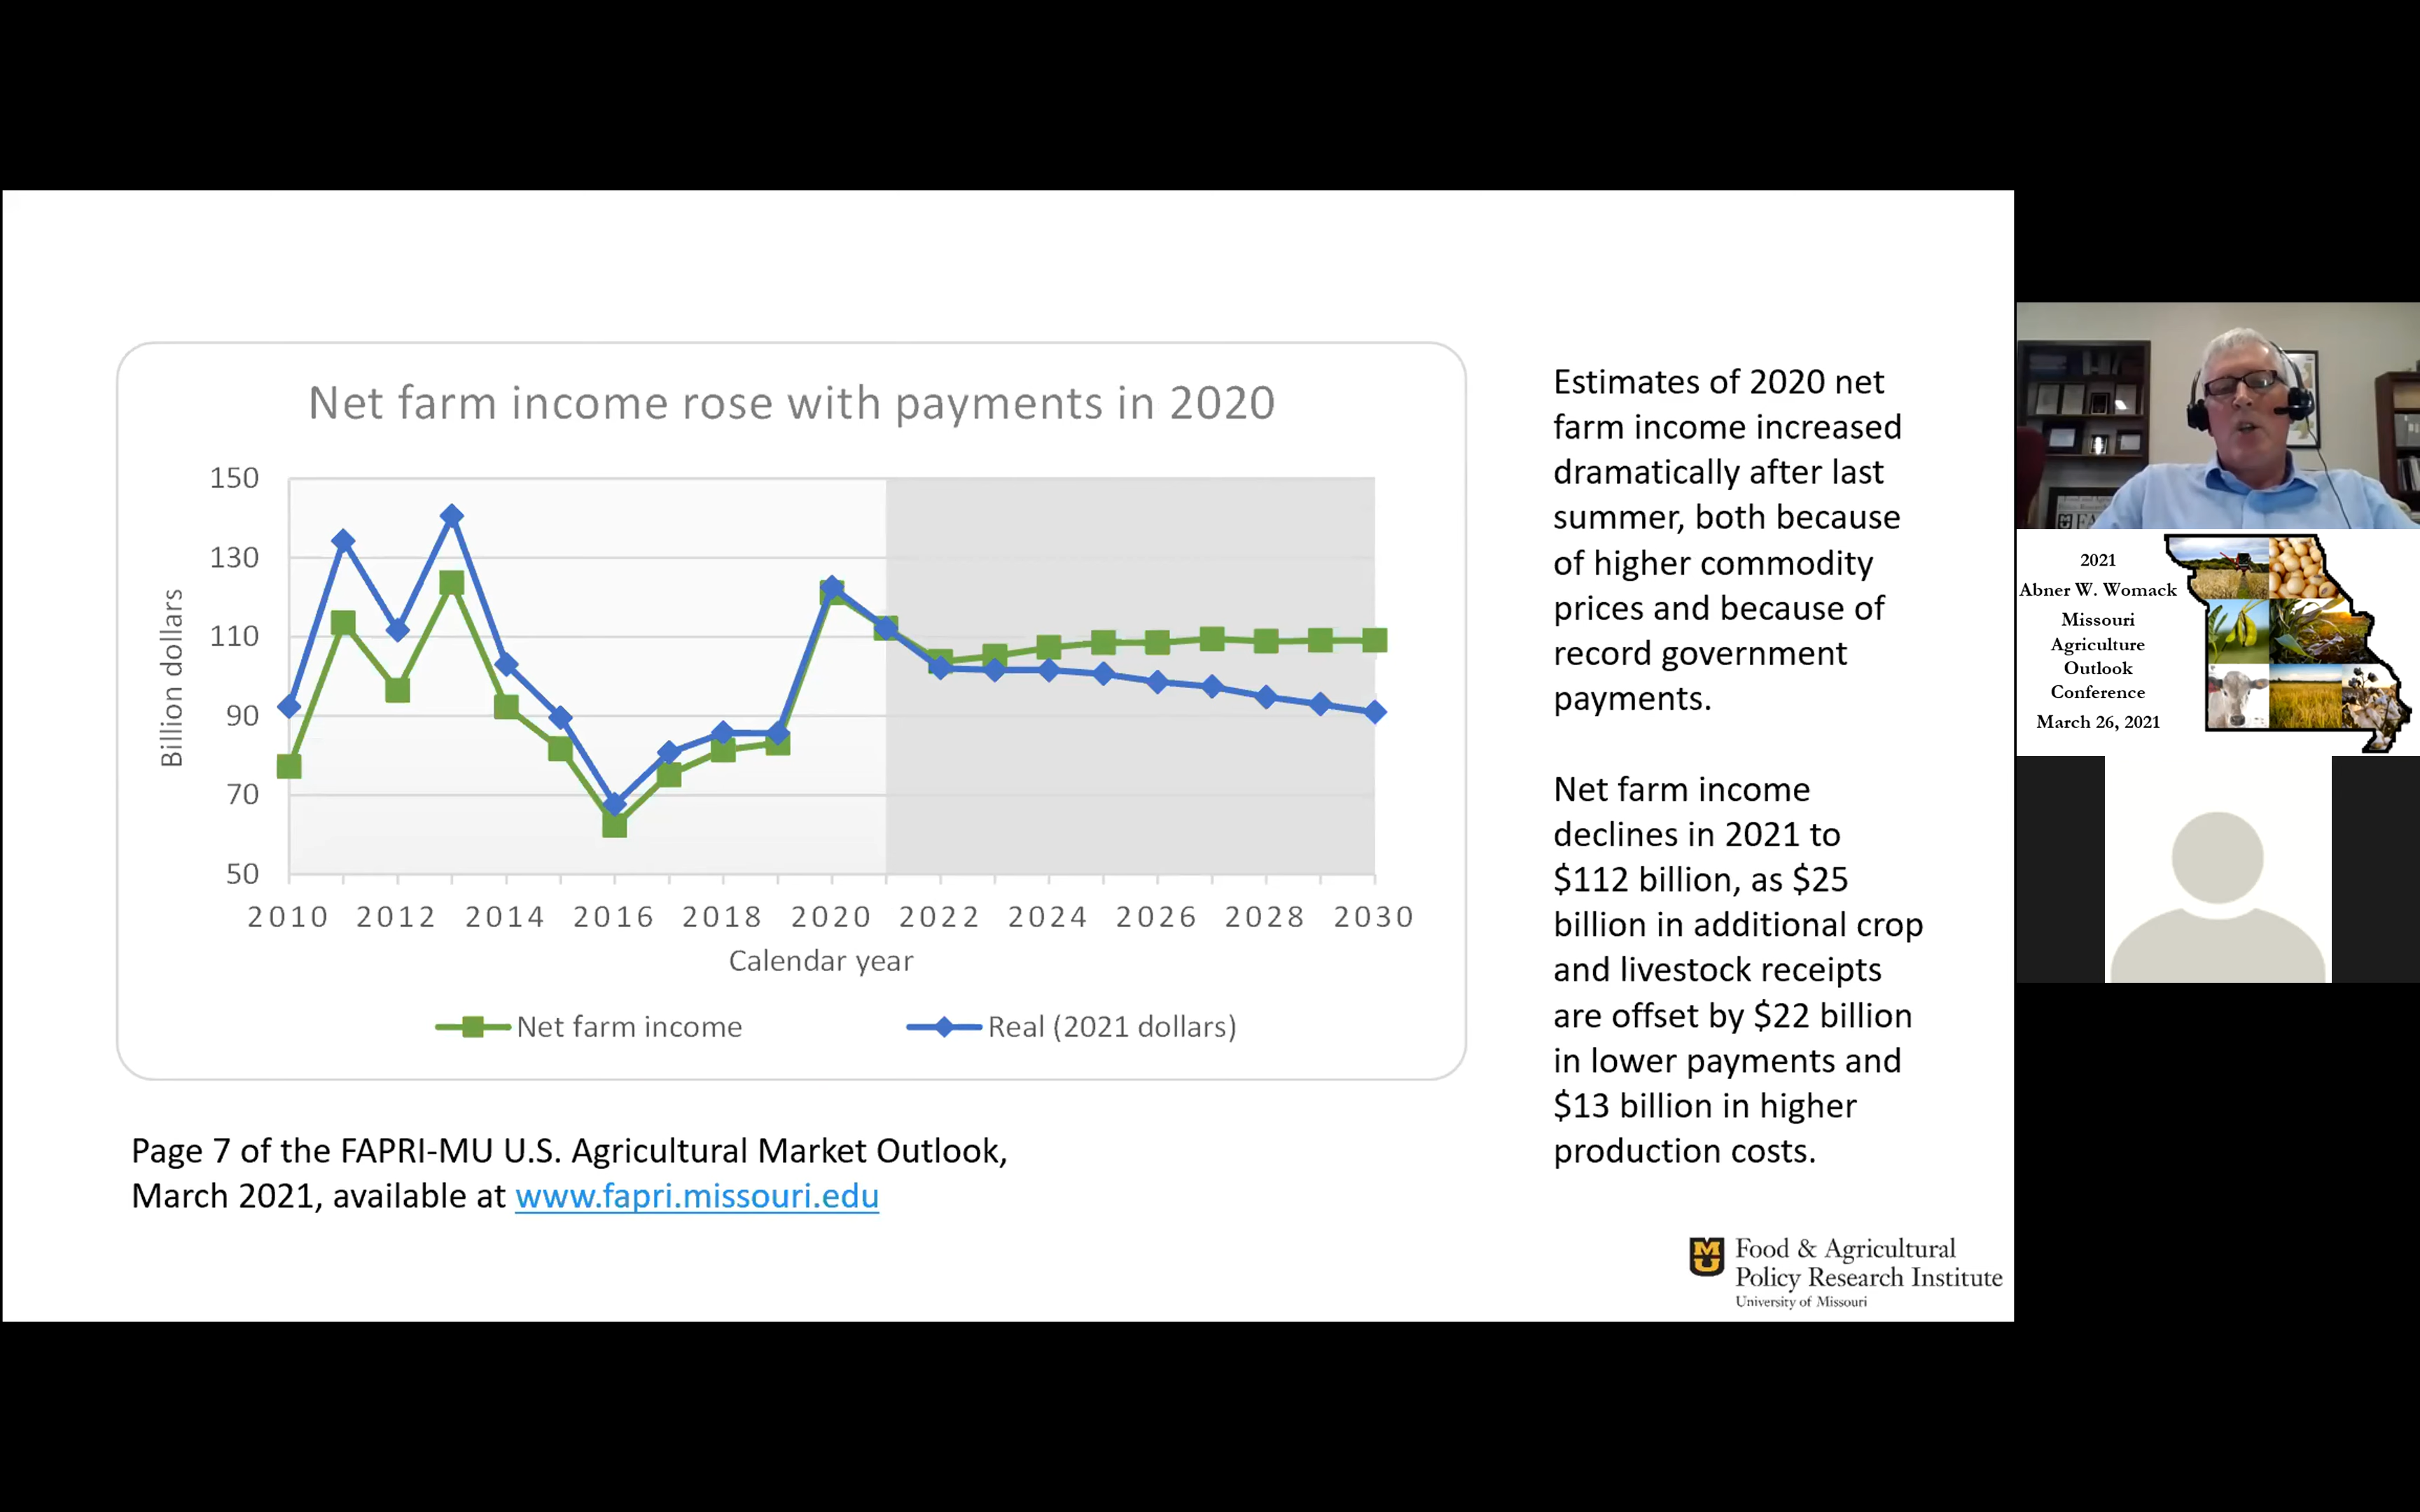 Net farm income rose with payments in 2020
150
130
110
90
70
50
Billion dollars
2010 2012 2014 2016 2018 2020 2022 2024 2026 2028 2030
Calendar year
Net farm income
Real (2021 dollars)
Page 7 of the FAPRI-MU U.S. Agricultural Market Outlook,
March 2021, available at www.fapri.missouri.edu
Estimates of 2020 net
farm income increased
dramatically after last
summer, both because
of higher commodity
prices and because of
record government
payments.
Net farm income
declines in 2021 to
$112 billion, as $25
billion in additional crop
and livestock receipts
are offset by $22 billion
in lower payments and
$13 billion in higher
production costs.
MU
Food & Agricultural
Policy Research Institute
University of Missouri
2021
Abner W. Womack
Missouri
Agriculture
Outlook
Conference
March 26, 2021